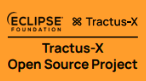 ECLIPSE® Tractus-X
FOUNDATION
Tractus-X
Open Source Project